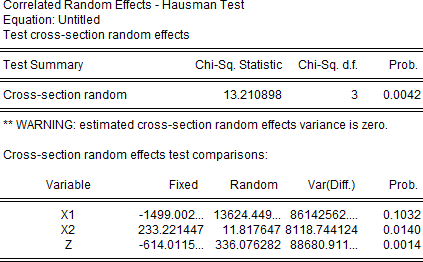 Correlated Random Effects - Hausman Test
Equation: Untitled
Test cross-section random effects
Test Summary Chi-Sq. Statistic Chi-Sq. d.f. Prob.
Cross-section random 13.210898 3 0.0042
** WARNING: estimated cross-section random effects variance is zero.
Cross-section random effects test comparisons:
Variable Fixed Random Var(Diff.) Prob.
X1 -1499.002... 13624.449... 86142562.... 0.1032
X2 233.221447 11.817647 8118.744124 0.0140
Z -614.0115... 336.076282 88680.911... 0.0014